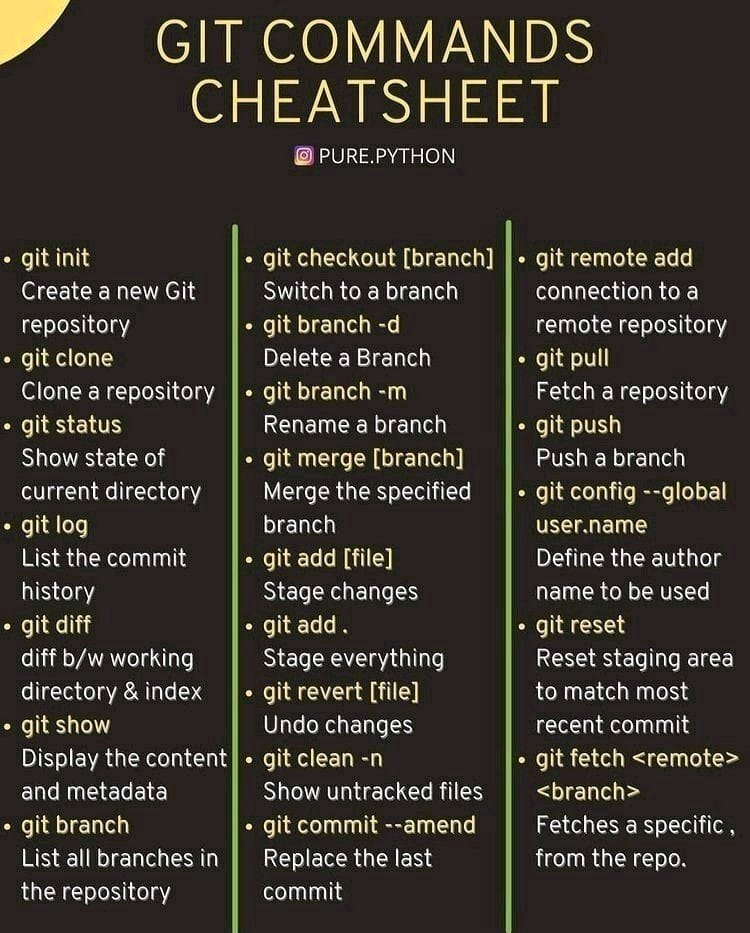 GIT COMMANDS
CHEATSHEET
PURE.PYTHON
• git init
Create a new Git
repository
• git clone
Clone a repository
• git status
Show state of
current directory
• git log
List the commit
history
• git diff
diff b/w working
directory & index
• git show
Display the content
and metadata
• git branch
List all branches in
the repository
• git checkout [branch]
Switch to a branch
• git branch -d
Delete a Branch
• git branch -m
Rename a branch
• git merge [branch]
Merge the specified
branch
• git add [file]
Stage changes
• git add .
Stage everything
• git revert [file]
Undo changes
• git clean -n
Show untracked files
• git commit --amend
Replace the last
commit
• git remote add
connection to a
remote repository
• git pull
Fetch a repository
• git push
Push a branch
• git config --global
user.name
Define the author
name to be used
• git reset
Reset staging area
to match most
recent commit
• git fetch <remote>
<branch>
Fetches a specific ,
from the repo.